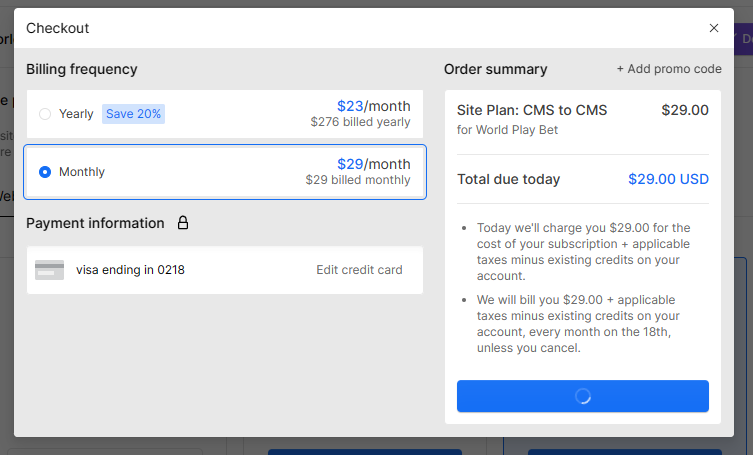 Checkout
Billing frequency
Yearly Save 20%
$23/month
$276 billed yearly
Monthly
$29/month
$29 billed monthly
Payment information
visa ending in 0218 Edit credit card
Order summary + Add promo code
Site Plan: CMS to CMS $29.00
for World Play Bet
Total due today $29.00 USD
• Today we'll charge you $29.00 for the
cost of your subscription + applicable
taxes minus existing credits on your
account.
• We will bill you $29.00 + applicable
taxes minus existing credits on your
account, every month on the 18th,
unless you cancel.